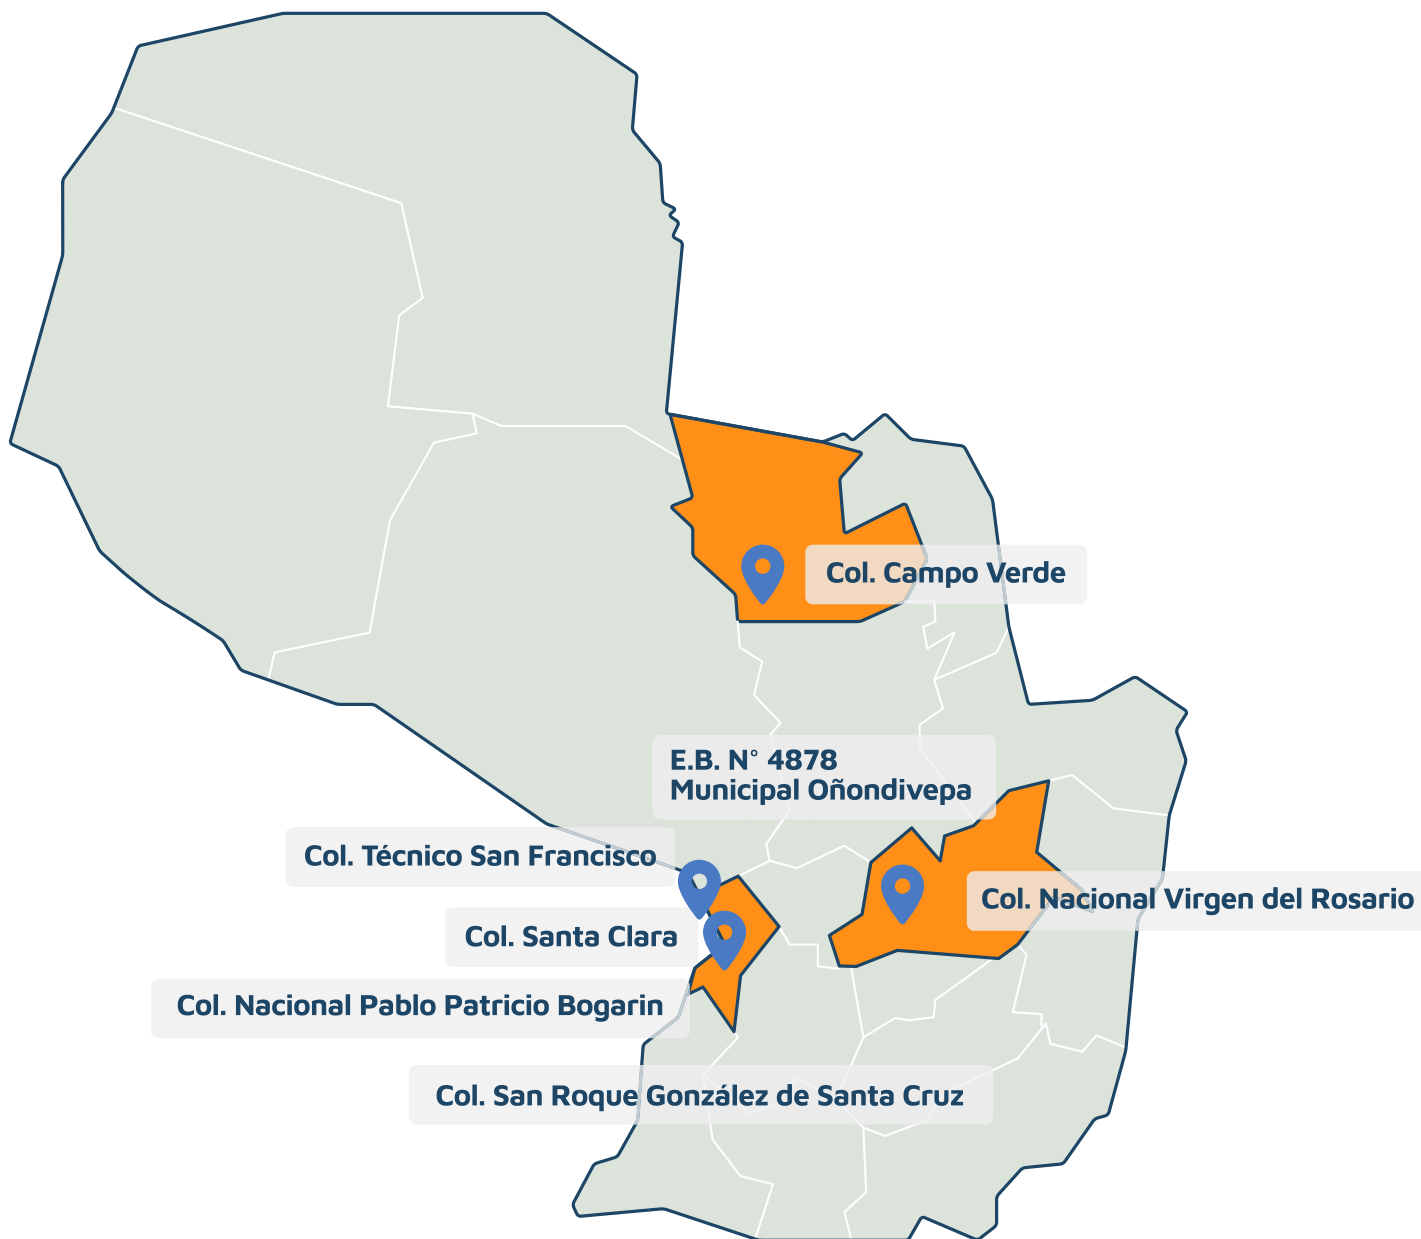 Col. Campo Verde
E.B. N° 4878
Municipal Oñondivepa
Col. Técnico San Francisco
Col. Nacional Virgen del Rosario
Col. Santa Clara
Col. Nacional Pablo Patricio Bogarin
Col. San Roque González de Santa Cruz